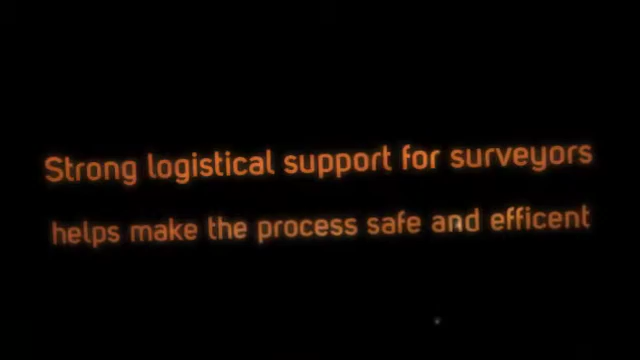 Strong logistical support for surveyors
helps make the process safe and efficent